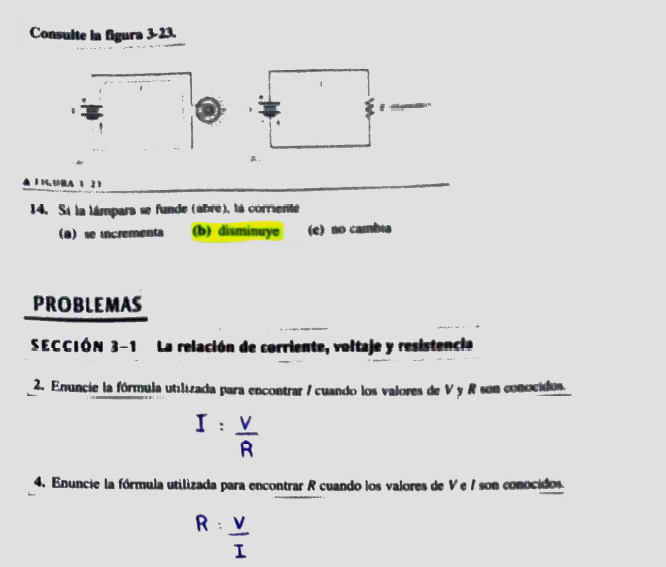 Consulte la figura 3-23.
FIGURA 3-23
14. Si la lámpara se funde (abre), la corriente
(a) se incrementa (b) disminuye (c) no cambia
PROBLEMAS
SECCIÓN 3-1 La relación de corriente, voltaje y resistencia
2. Enuncie la fórmula utilizada para encontrar I cuando los valores de V y R son conocidos.
I : V
R
4. Enuncie la fórmula utilizada para encontrar R cuando los valores de V e I son conocidos.
R : V
I